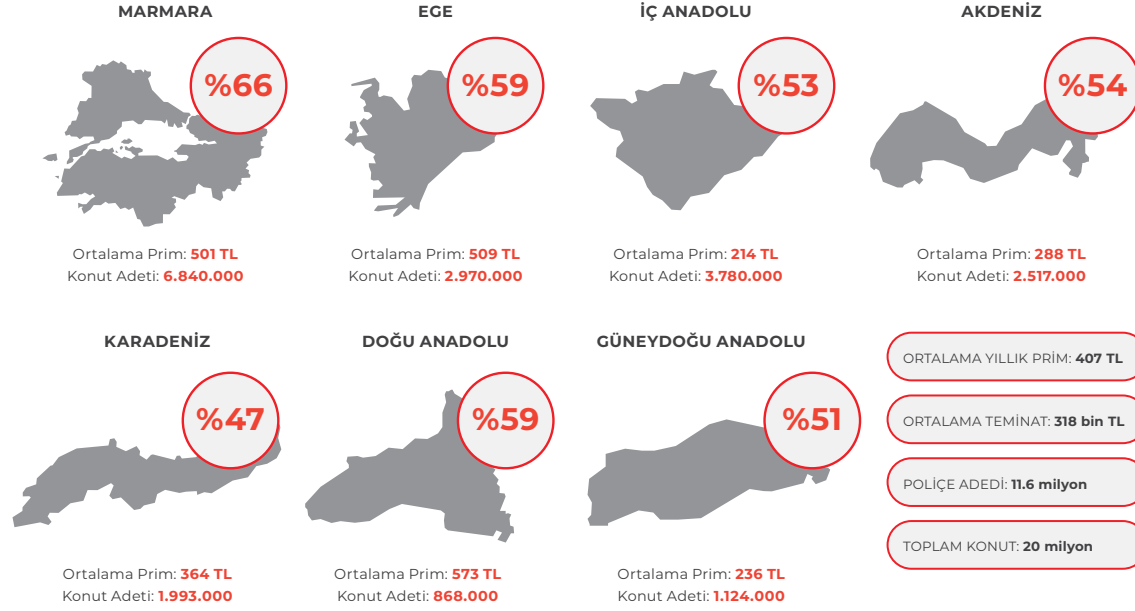 MARMARA
%66
Ortalama Prim: 501 TL
Konut Adeti: 6.840.000
EGE
%59
Ortalama Prim: 509 TL
Konut Adeti: 2.970.000
İÇ ANADOLU
%53
Ortalama Prim: 214 TL
Konut Adeti: 3.780.000
AKDENİZ
%54
Ortalama Prim: 288 TL
Konut Adeti: 2.517.000
KARADENİZ
%47
Ortalama Prim: 364 TL
Konut Adeti: 1.993.000
DOĞU ANADOLU
%59
Ortalama Prim: 573 TL
Konut Adeti: 868.000
GÜNEYDOĞU ANADOLU
%51
Ortalama Prim: 236 TL
Konut Adeti: 1.124.000
ORTALAMA YILLIK PRİM: 407 TL
ORTALAMA TEMİNAT: 318 bin TL
POLİÇE ADEDİ: 11.6 milyon
TOPLAM KONUT: 20 milyon